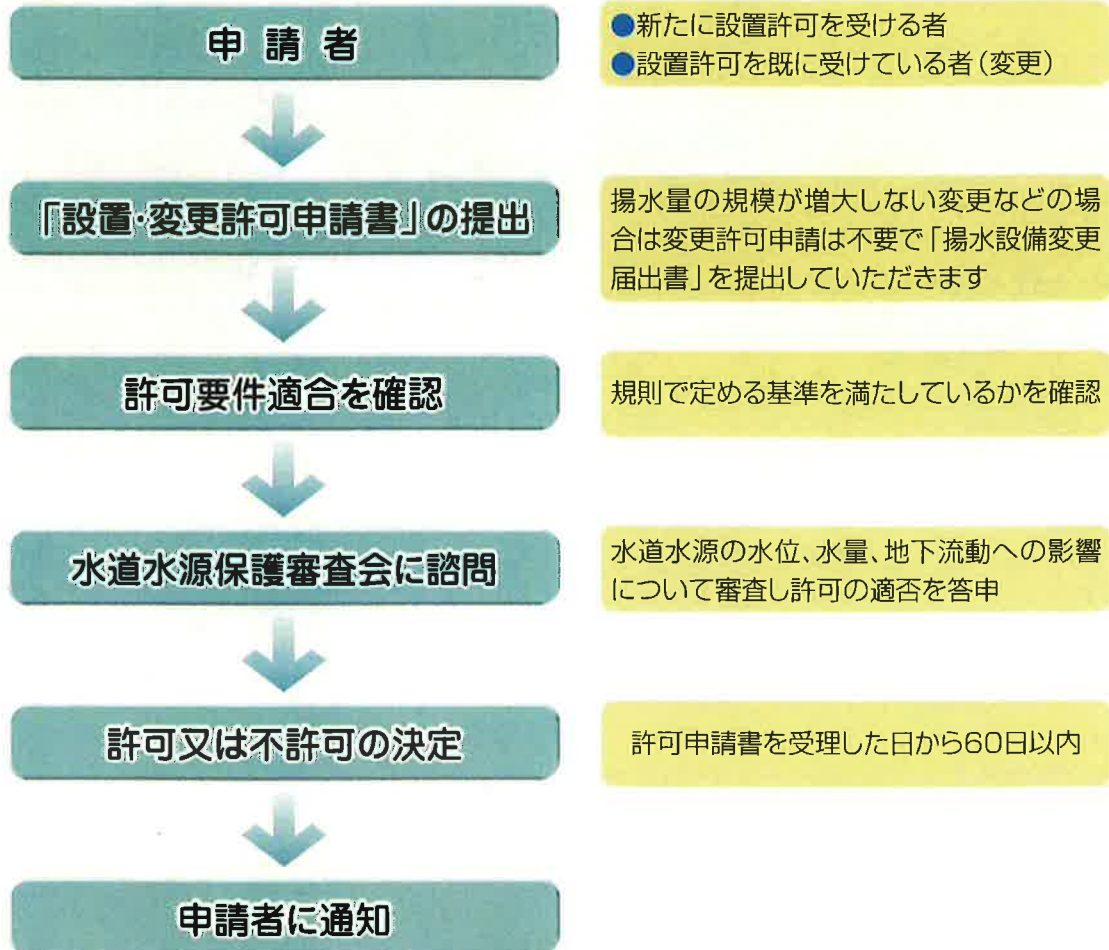 申請者
●新たに設置許可を受ける者
●設置許可を既に受けている者(変更)
「設置・変更許可申請書」の提出
揚水量の規模が増大しない変更などの場
合は変更許可申請は不要で「揚水設備変更
届出書」を提出していただきます
許可要件適合を確認
規則で定める基準を満たしているかを確認
水道水源保護審査会に諮問
水道水源の水位、水量、地下流動への影響
について審査し許可の適否を答申
許可又は不許可の決定
許可申請書を受理した日から60日以内
申請者に通知